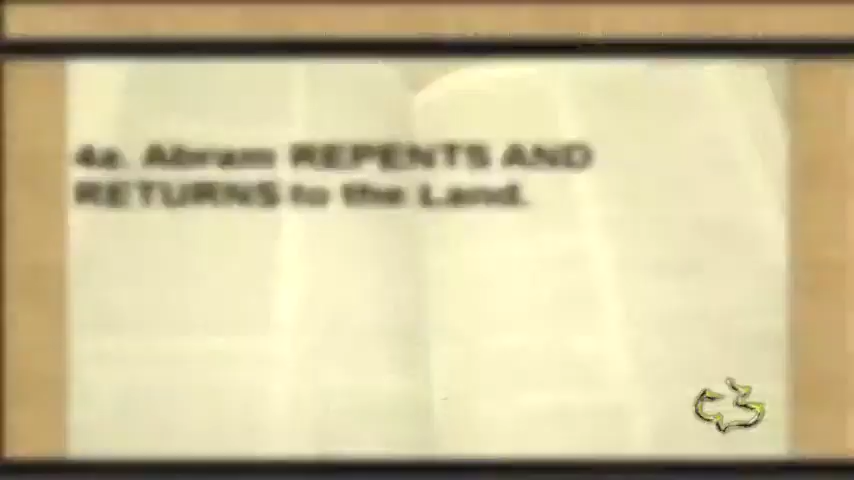 4a. Abram REPENTS AND
RETURNS to the Land.